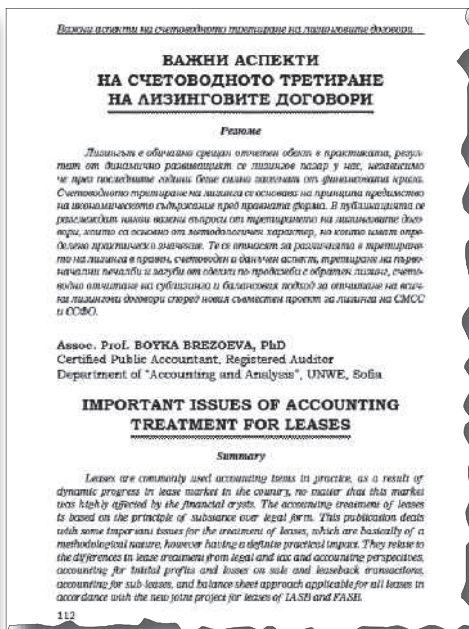 Важни аспекти на счетоводното третиране на лизинговите договори
ВАЖНИ АСПЕКТИ
НА СЧЕТОВОДНОТО ТРЕТИРАНЕ
НА ЛИЗИНГОВИТЕ ДОГОВОРИ
Резюме
Лизингът е обичайно срещан отчетен обект в практиката, резул-
тат от динамично развиващият се лизингов пазар у нас, независимо
че през последните години беше силно засегнат от финансовата криза.
Счетоводното третиране на лизинга се основава на принципа предимство
на икономическото съдържание пред правната форма. В публикацията се
разглеждат някои важни въпроси от третирането на лизинговите дого-
вори, които са основно от методологичен характер, но които имат опре-
делено практическо значение. Те се отнасят за различията в третиране-
то на лизинга в правен, счетоводен и данъчен аспект, третиране на първо-
начални печалби и загуби от сделки по продажба с обратен лизинг, счето-
водно отчитане на сублизинга и балансовия подход за отчитане на всич-
ки лизингови договори според новия съвместен проект за лизинга на СМСС
и ССФО.
Assoc. Prof. BOYKA BREZOEVA, PhD
Certified Public Accountant, Registered Auditor
Department of "Accounting and Analysis", UNWE, Sofia
IMPORTANT ISSUES OF ACCOUNTING
TREATMENT FOR LEASES
Summary
Leases are commonly used accounting items in practice, as a result of
dynamic progress in lease market in the country, no matter that this market
was highly affected by the financial crysis. The accounting treatment of leases
is based on the principle of substance over legal form. This publication deals
with some important issues for the treatment of leases, which are basically of a
methodological nature, however having a definite practical impact. They relate to
the differences in lease treatment from legal and tax and accounting perspectives,
accounting for initial profits and losses on sale and leaseback transactions,
accounting for sub-leases, and balance sheet approach applicable for all leases in
accordance with the new joint project for leases of IASB and FASB.
112